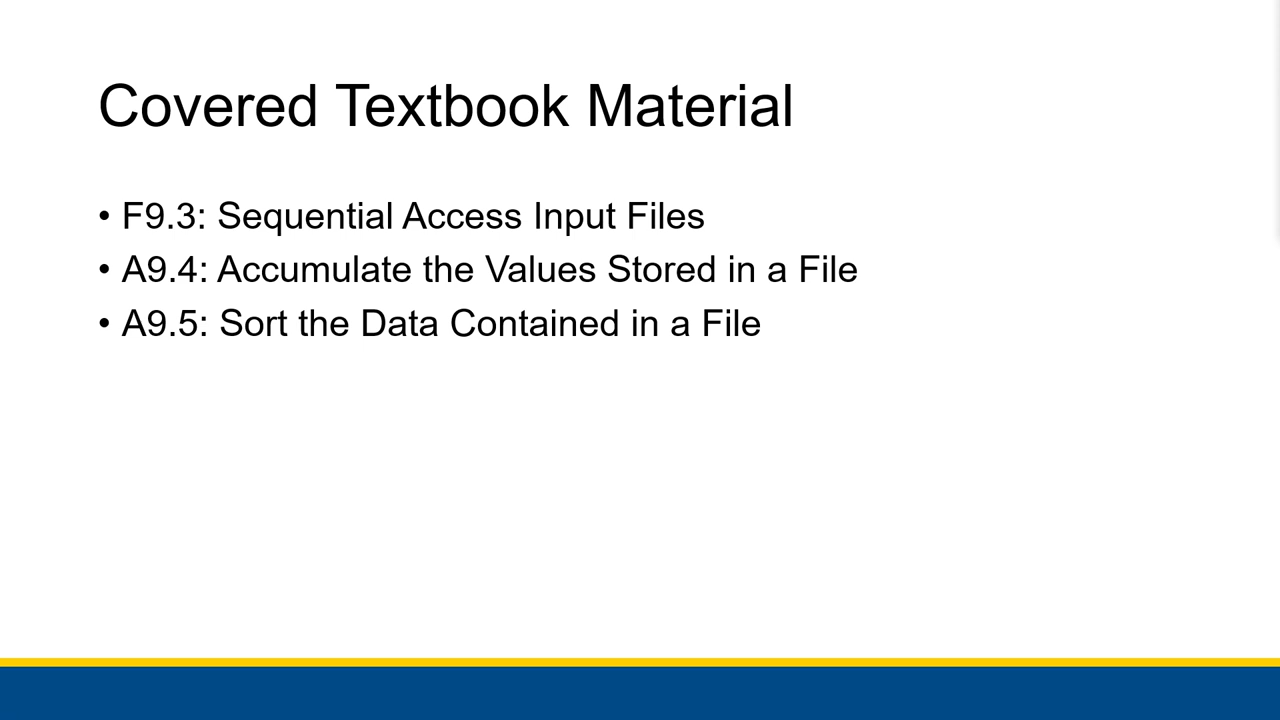 Covered Textbook Material
• F9.3: Sequential Access Input Files
• A9.4: Accumulate the Values Stored in a File
• A9.5: Sort the Data Contained in a File